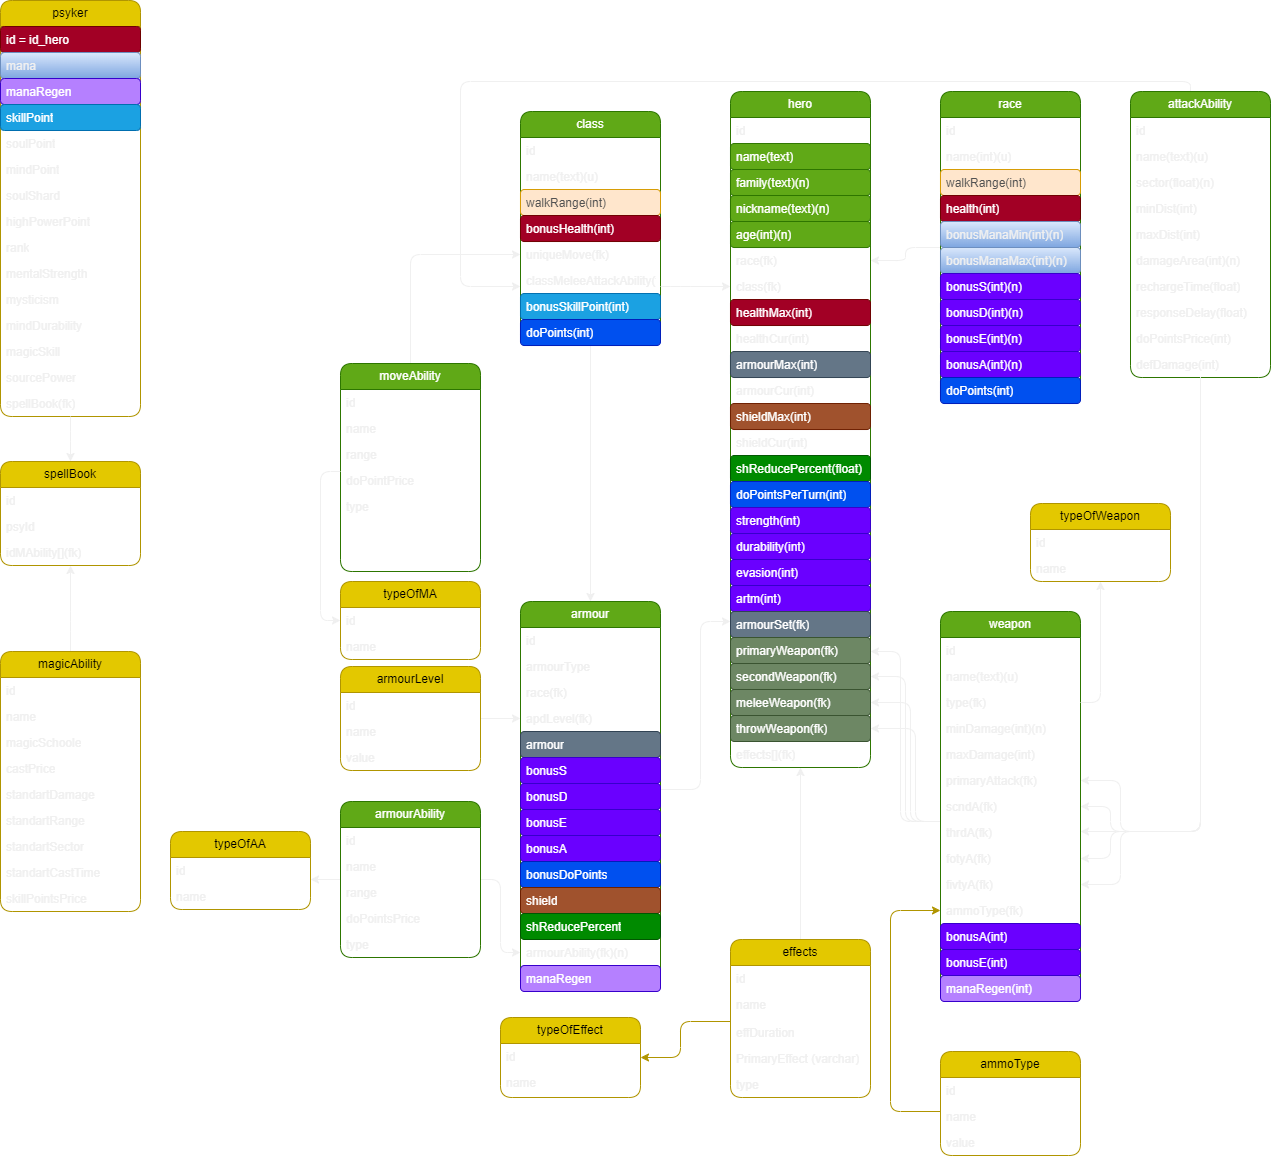 psyker
id = id_hero
mana
manaRegen
skillPoint
soulPoint
mindPoint
soulShard
highPowerPoint
rank
mentalStrength
mysticism
mindDurability
magicSkill
sourcePower
spellBook(fk)
spellBook
id
psyId
idMAbility[](fk)
magicAbility
id
name
magicSchoole
castPrice
standartDamage
standartRange
standartSector
standartCastTime
skillPointsPrice
typeOfAA
id
name
moveAbility
id
name
range
doPointPrice
type
typeOfMA
id
name
armourLevel
id
name
value
armourAbility
id
name
range
doPointsPrice
type
class
id
name(text)(u)
walkRange(int)
bonusHealth(int)
uniqueMove(fk)
classMeleeAttackAbility(
bonusSkillPoint(int)
doPoints(int)
armour
id
armourType
race(fk)
apdLevel(fk)
armour
bonusS
bonusD
bonusE
bonusA
bonusDoPoints
shield
shReducePercent
armourAbility(fk)(n)
manaRegen
typeOfEffect
id
name
hero
id
name(text)
family(text)(n)
nickname(text)(n)
age(int)(n)
race(fk)
class(fk)
healthMax(int)
healthCur(int)
armourMax(int)
armourCur(int)
shieldMax(int)
shieldCur(int)
shReducePercent(float)
doPointsPerTurn(int)
strength(int)
durability(int)
evasion(int)
artm(int)
armourSet(fk)
primaryWeapon(fk)
secondWeapon(fk)
meleeWeapon(fk)
throwWeapon(fk)
effects[](fk)
effects
id
name
effDuration
PrimaryEffect (varchar)
type
race
id
name(int)(u)
walkRange(int)
health(int)
bonusManaMin(int)(n)
bonusManaMax(int)(n)
bonusS(int)(n)
bonusD(int)(n)
bonusE(int)(n)
bonusA(int)(n)
doPoints(int)
attackAbility
id
name(text)(u)
sector(float)(n)
minDist(int)
maxDist(int)
damageArea(int)(n)
rechargeTime(float)
responseDelay(float)
doPointsPrice(int)
defDamage(int)
typeOfWeapon
id
name
weapon
id
name(text)(u)
type(fk)
minDamage(int)(n)
maxDamage(int)
primaryAttack(fk)
scndA(fk)
thrdA(fk)
fotyA(fk)
fivtyA(fk)
ammoType(fk)
bonusA(int)
bonusE(int)
manaRegen(int)
ammoType
id
name
value